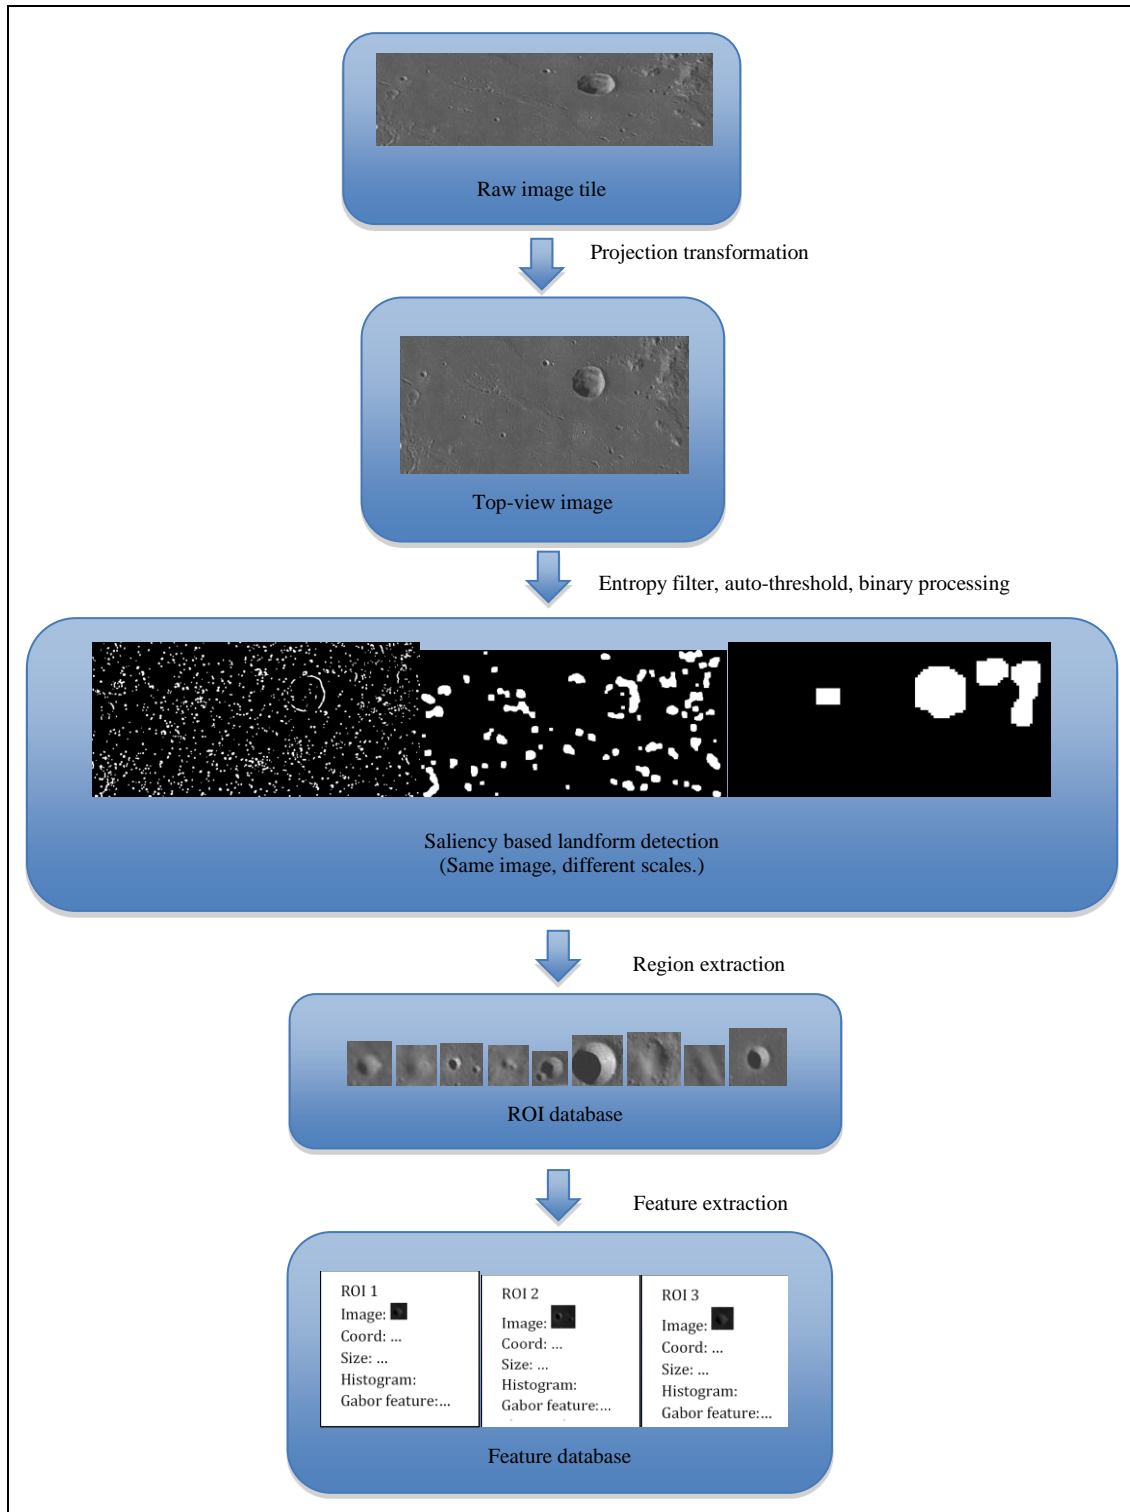 Raw image tile
Projection transformation
Top-view image
Entropy filter, auto-threshold, binary processing
Saliency based landform detection
(Same image, different scales.)
Region extraction
ROI database
Feature extraction
ROI 1
Image:
Coord: ...
Size: ...
Histogram:
Gabor feature:...
ROI 2
Image:
Coord: ...
Size: ...
Histogram:
Gabor feature:...
ROI 3
Image:
Coord: ...
Size: ...
Histogram:
Gabor feature:...
Feature database